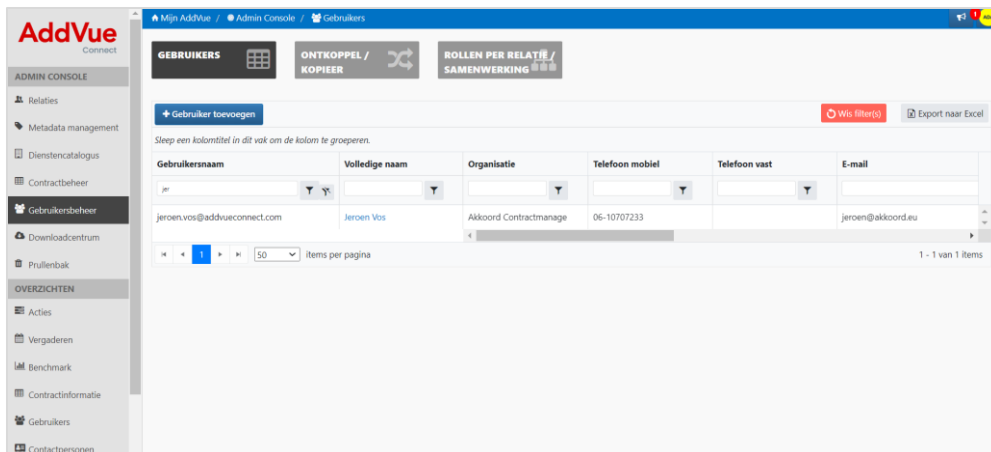 AddVue
Connect
Mijn AddVue / Admin Console / Gebruikers
1
ADMIN CONSOLE
Relaties
Metadata management
Dienstencatalogus
Contractbeheer
Gebruikersbeheer
Downloadcentrum
Prullenbak
OVERZICHTEN
Acties
Vergaderen
Benchmark
Contractinformatie
Gebruikers
Contactpersonen
GEBRUIKERS
ONTKOPPEL /
KOPIEER
ROLLEN PER RELATIE /
SAMENWERKING
+ Gebruiker toevoegen
Wis filter(s)
Export naar Excel
Sleep een kolomtitel in dit vak om de kolom te groeperen.
Gebruikersnaam Volledige naam Organisatie Telefoon mobiel Telefoon vast E-mail
jer
jeroen.vos@addvueconnect.com Jeroen Vos Akkoord Contractmanage 06-10707233 jeroen@akkoord.eu
1 50 items per pagina 1 - 1 van 1 items